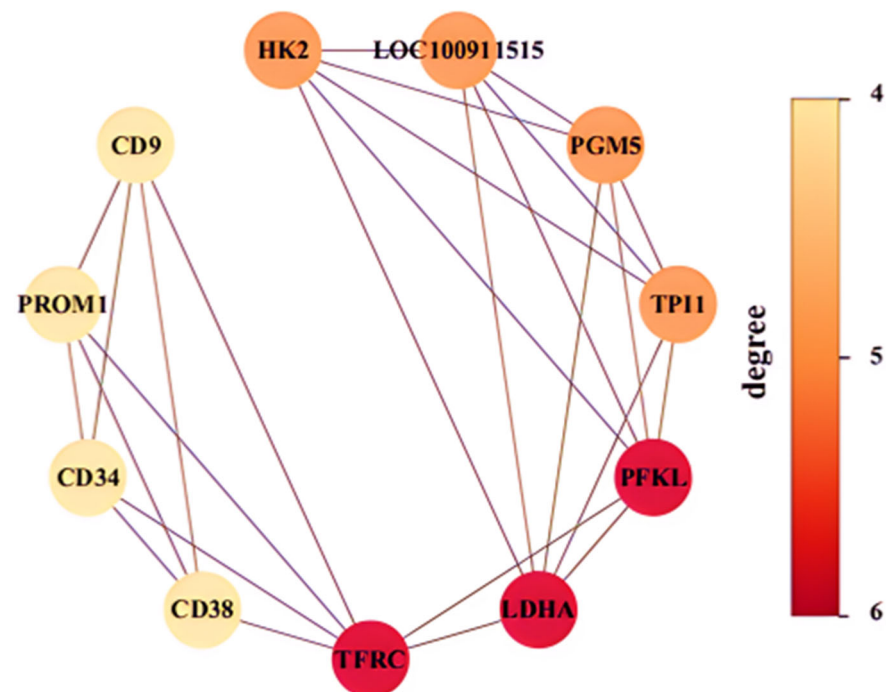 HK2
LOC100911515
CD9
PGM5
PROM1
TPI1
CD34
PFKL
CD38
LDHA
TFRC
4
5
6
degree